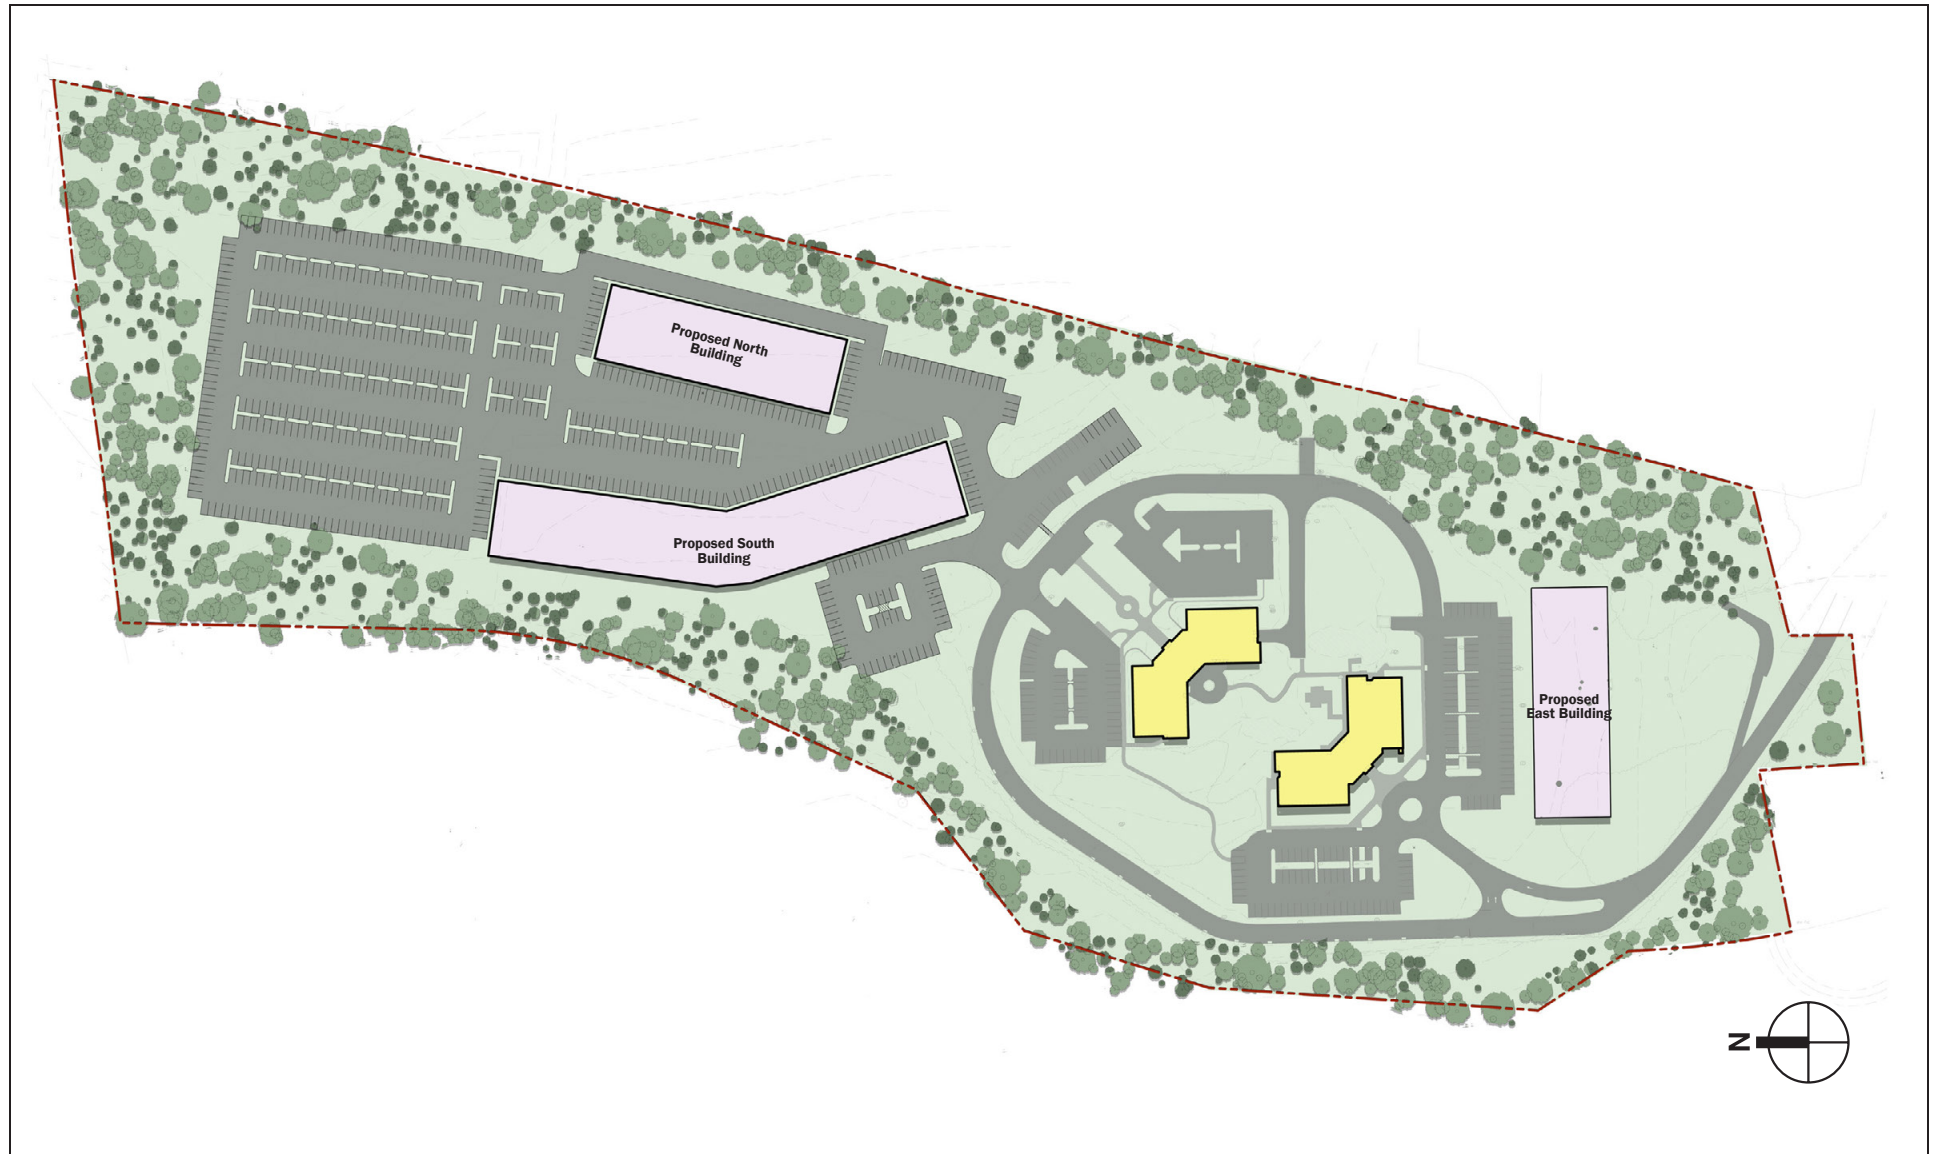 Proposed North
Building
Proposed South
Building
Proposed
East Building
N